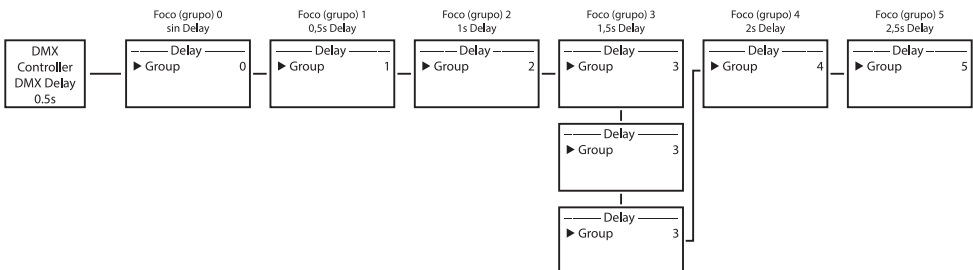 Foco (grupo) 0
sin Delay
Foco (grupo) 1
0,5s Delay
Foco (grupo) 2
1s Delay
Foco (grupo) 3
1,5s Delay
Foco (grupo) 4
2s Delay
Foco (grupo) 5
2,5s Delay
DMX
Controller
DMX Delay
0.5s
Delay
▶ Group 0
Delay
▶ Group 1
Delay
▶ Group 2
Delay
▶ Group 3
Delay
▶ Group 4
Delay
▶ Group 5
Delay
▶ Group 3
Delay
▶ Group 3